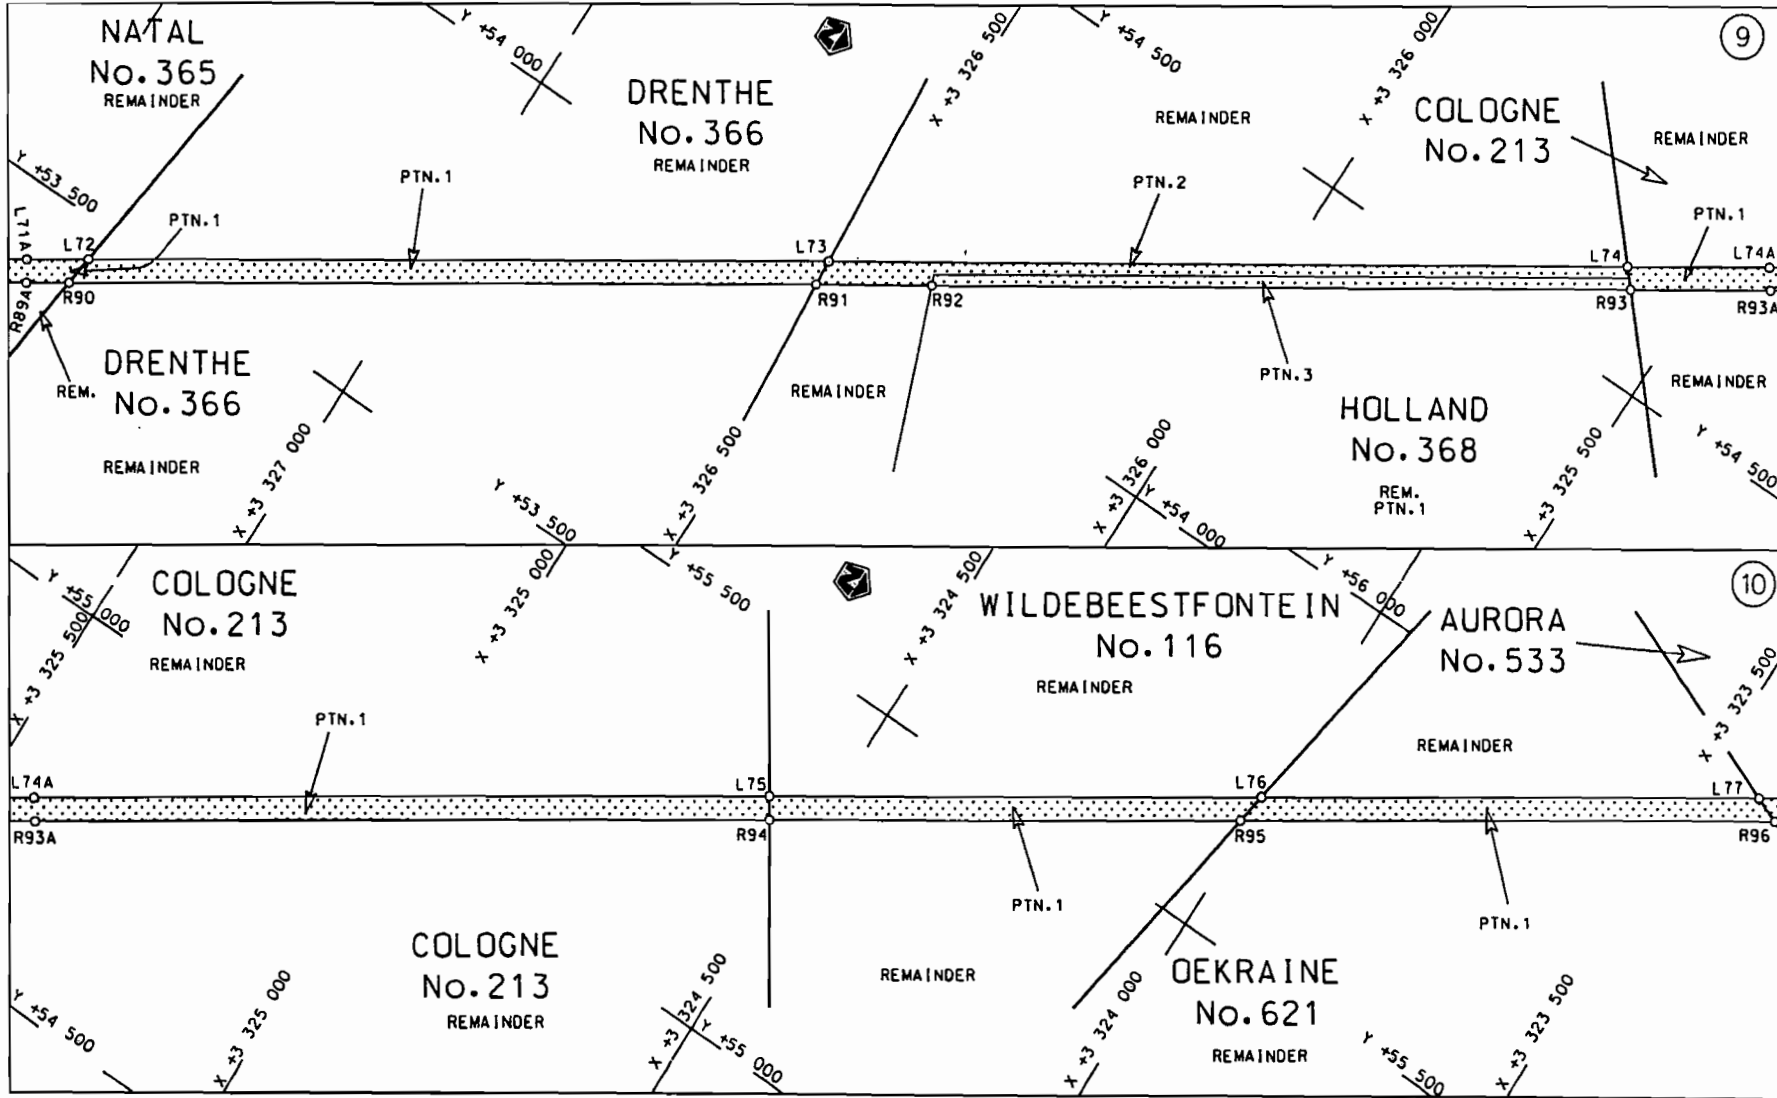 NATAL
No.365
REMAINDER
Y +54 000
DRENTHE
No.366
REMAINDER
X +3 326 500
Y +54 500
REMAINDER
X +3 326 000
COLOGNE
No.213
REMAINDER
9
Y +53 500
PTN.1
PTN.1
PTN.2
PTN.1
L71A
L72
L73
L74
L74A
R89A
R90
R91
R92
R93
R93A
REM.
DRENTHE
No.366
REMAINDER
X +3 327 000
Y +53 500
X +3 326 500
REMAINDER
PTN.3
HOLLAND
No.368
REM.
PTN.1
X +3 326 000
Y +54 000
X +3 325 500
REMAINDER
Y +54 500
Y +55 000
X +3 325 500
COLOGNE
No.213
REMAINDER
X +3 325 000
Y +55 500
X +3 324 500
WILDEBEESTFONTEIN
No.116
REMAINDER
Y +56 000
AURORA
No.533
REMAINDER
X +3 323 500
10
PTN.1
L74A
L75
L76
L77
R93A
R94
R95
R96
PTN.1
PTN.1
Y +54 500
X +3 325 000
COLOGNE
No.213
REMAINDER
X +3 324 500
Y +55 000
REMAINDER
X +3 324 000
OEKRAINE
No.621
REMAINDER
Y +55 500
X +3 323 500